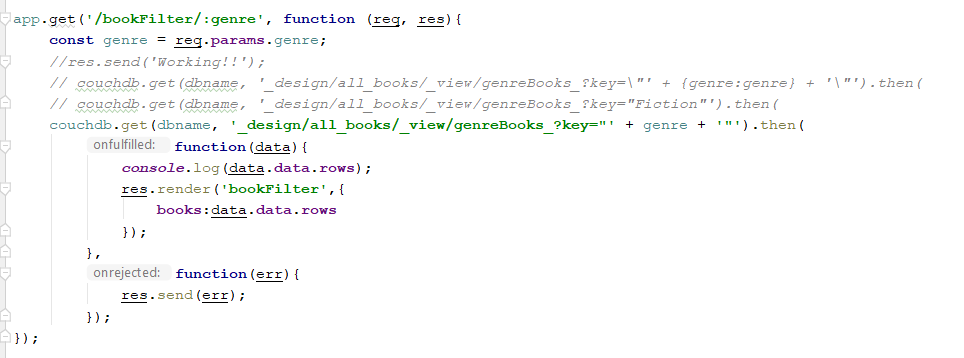 app.get('/bookFilter/:genre', function (req, res){
    const genre = req.params.genre;
    //res.send('Working!!');
    // couchdb.get(dbname, '_design/all_books/_view/genreBooks_?key=\"' + {genre:genre} + '\"').then(
    // couchdb.get(dbname, '_design/all_books/_view/genreBooks_?key="Fiction"').then(
    couchdb.get(dbname, '_design/all_books/_view/genreBooks_?key="' + genre + '"').then(
        onfulfilled: function(data){
            console.log(data.data.rows);
            res.render('bookFilter',{
                books:data.data.rows
            });
        },
        onrejected: function(err){
            res.send(err);
        });
});